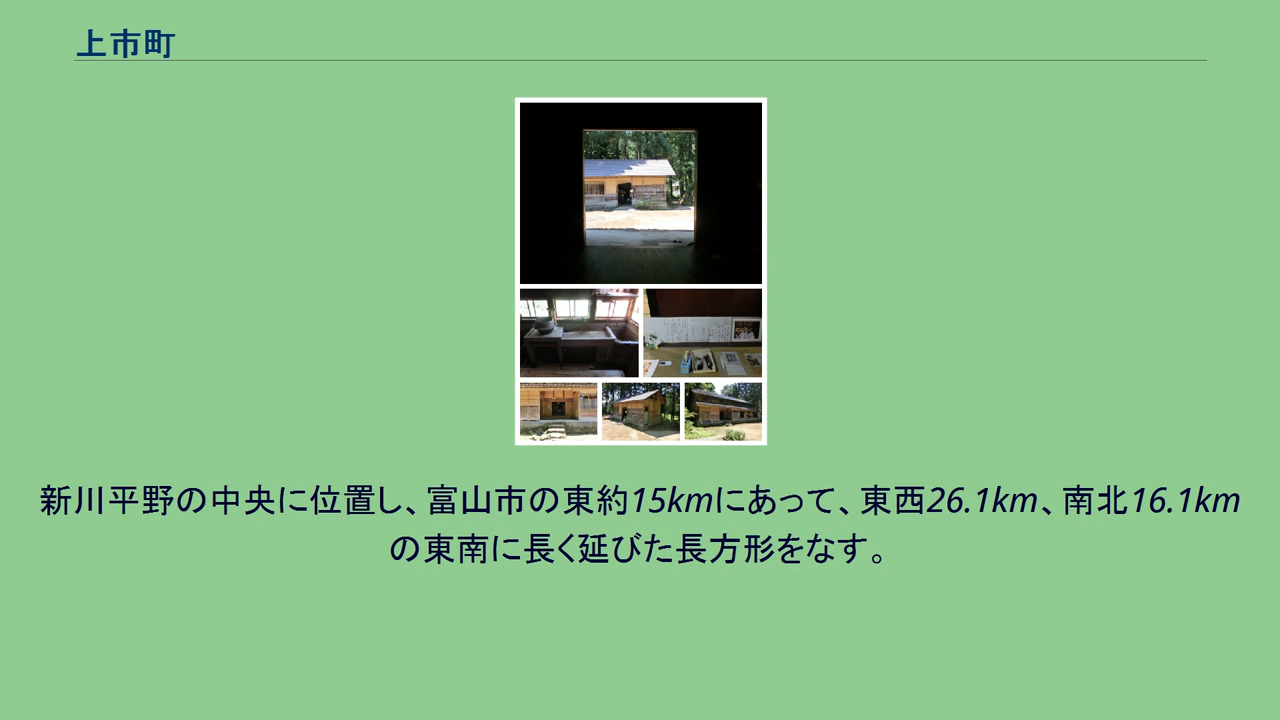 上市町
新川平野の中央に位置し、富山市の東約15kmにあって、東西26.1km、南北16.1km
の東南に長く延びた長方形をなす。